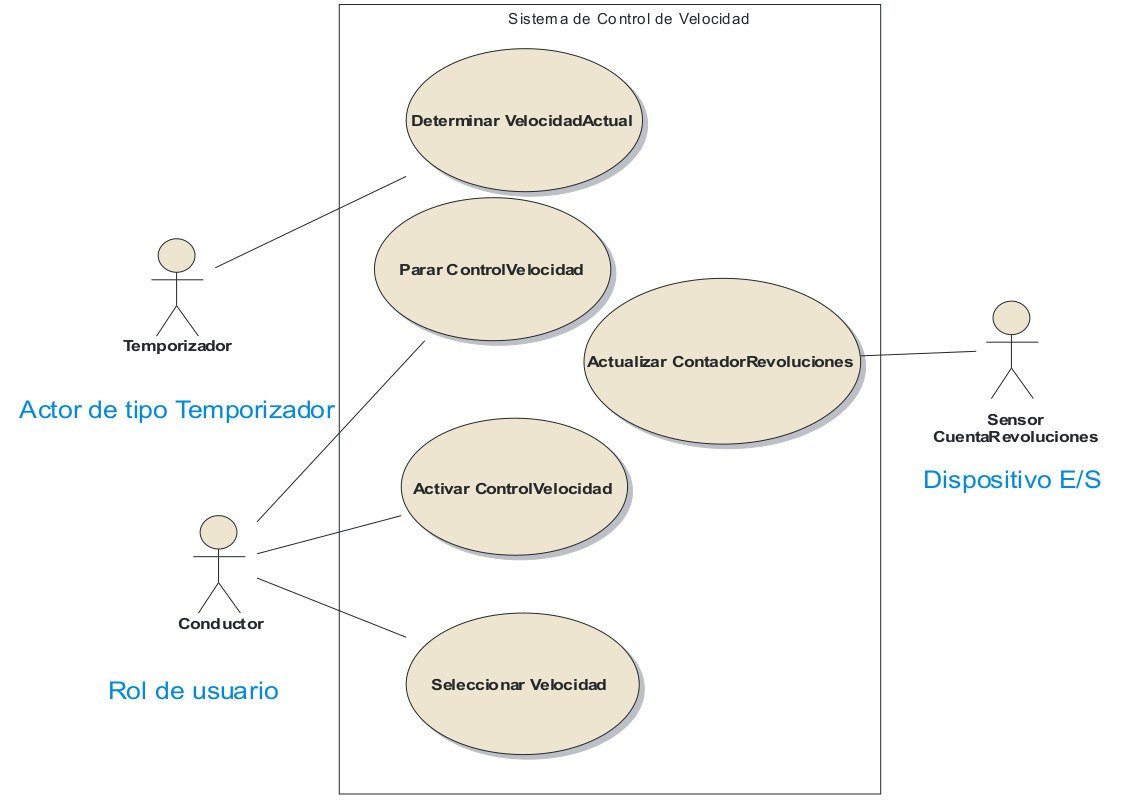 Sistema de Control de Velocidad
Determinar VelocidadActual
Parar ControlVelocidad
Actualizar ContadorRevoluciones
Temporizador
Actor de tipo Temporizador
Sensor
CuentaRevoluciones
Dispositivo E/S
Activar ControlVelocidad
Conductor
Rol de usuario
Seleccionar Velocidad